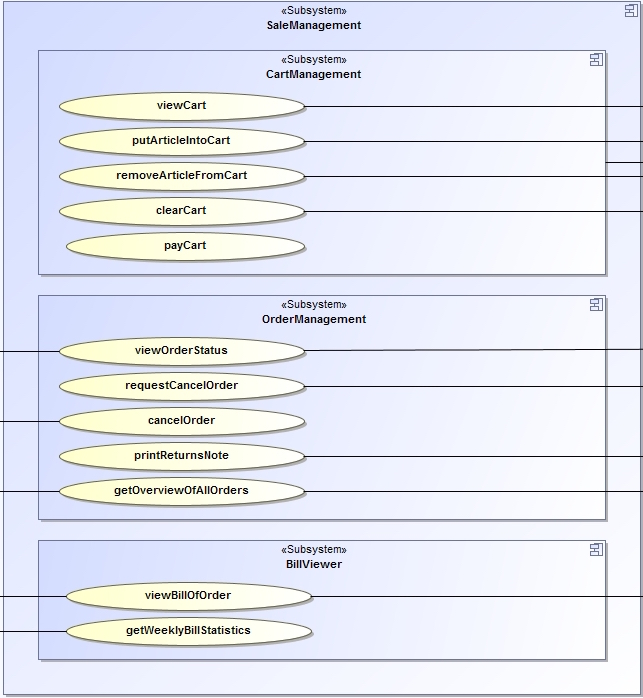 «Subsystem»
SaleManagement
«Subsystem»
CartManagement
viewCart
putArticleIntoCart
removeArticleFromCart
clearCart
payCart
«Subsystem»
OrderManagement
viewOrderStatus
requestCancelOrder
cancelOrder
printReturnsNote
getOverviewOfAllOrders
«Subsystem»
BillViewer
viewBillOfOrder
getWeeklyBillStatistics